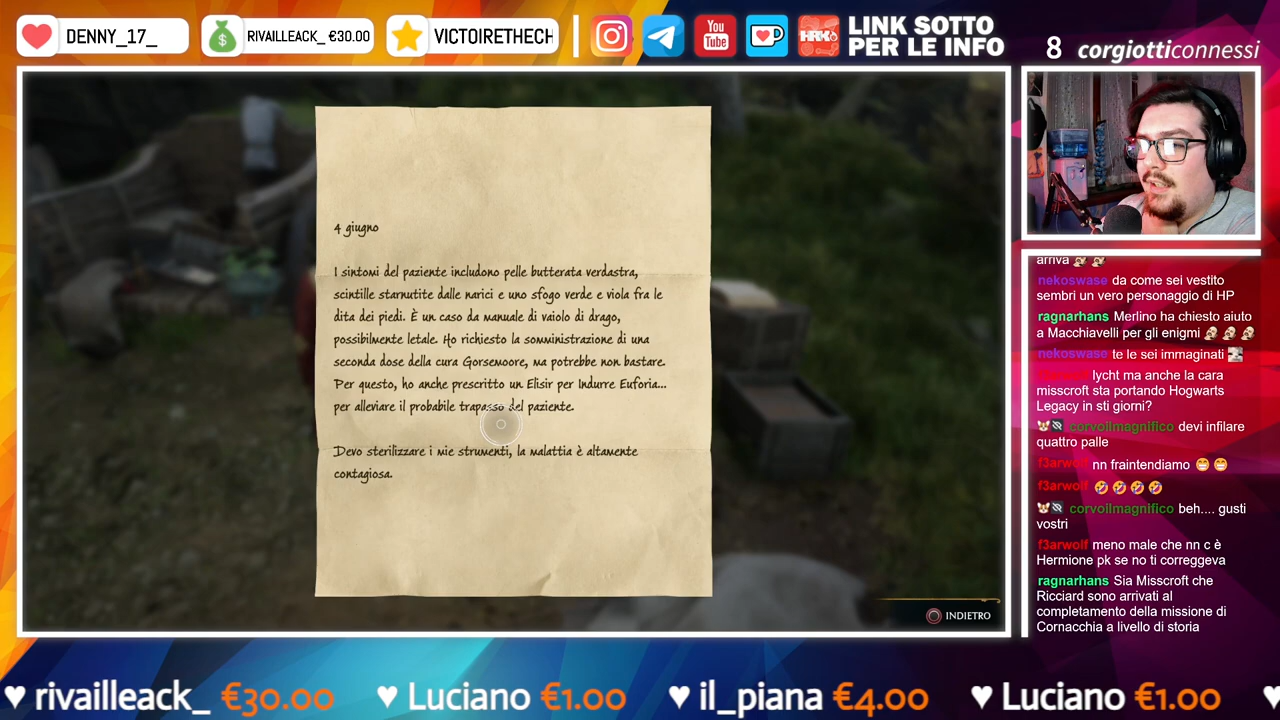 DENNY_17_
RIVAILLEACK_ €30.00
VICTOIRETHECH
You
Tube
HRK
LINK SOTTO
PER LE INFO
8 corgiotticonnessi
4 giugno
I sintomi del paziente includono pelle butterata verdastra,
scintille starnutite dalle narici e uno sfogo verde e viola fra le
dita dei piedi. È un caso da manuale di vaiolo di drago,
possibilmente letale. Ho richiesto la somministrazione di una
seconda dose della cura Gorsemoore, ma potrebbe non bastare.
Per questo, ho anche prescritto un Elisir per Indurre Euforia...
per alleviare il probabile trapasso del paziente.
Devo sterilizzare i mie strumenti, la malattia è altamente
contagiosa.
INDIETRO
arriva
nekoswase da come sei vestito
sembri un vero personaggio di HP
ragnarhans Merlino ha chiesto aiuto
a Macchiavelli per gli enigmi
nekoswase te le sei immaginati
lycht ma anche la cara
misscroft sta portando Hogwarts
Legacy in sti giorni?
corvoilmagnifico devi infilare
quattro palle
f3arwolf nn fraintendiamo 😁 😁
f3arwolf 🤣 🤣 🤣 🤣
corvoilmagnifico beh.... gusti
vostri
f3arwolf meno male che nn c è
Hermione pk se no ti correggeva
ragnarhans Sia Misscroft che
Ricciard sono arrivati al
completamento della missione di
Cornacchia a livello di storia
♥ rivailleack_ €30.00 ♥ Luciano €1.00 ♥ il_piana €4.00 ♥ Luciano €1.00 ♥